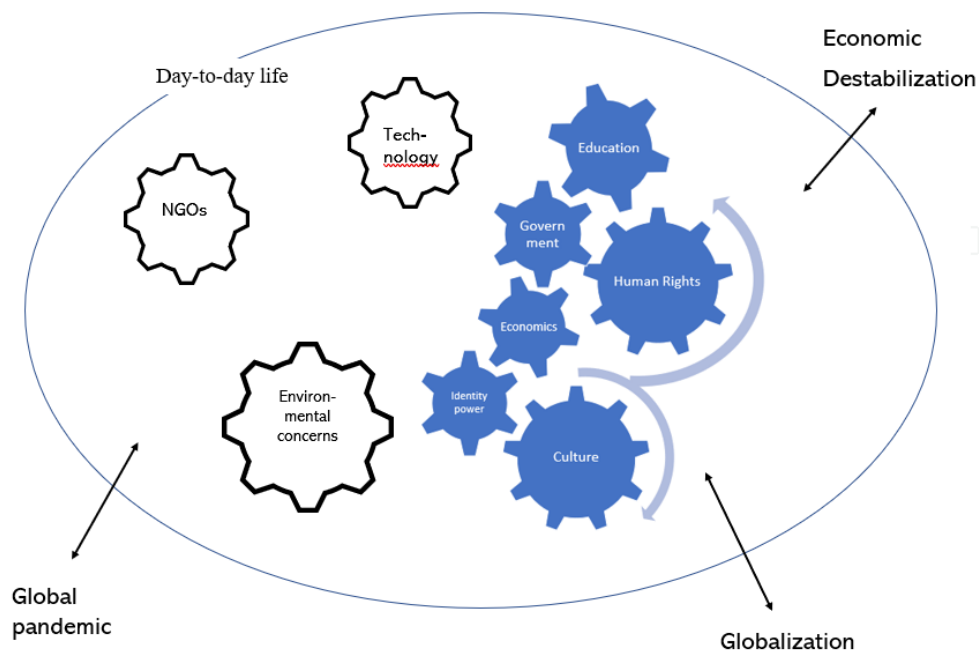 Economic
Destabilization
Day-to-day life
Tech-
nology
Education
NGOs
Govern
ment
Human Rights
Economics
Environ-
mental
concerns
Identity
power
Culture
Global
pandemic
Globalization